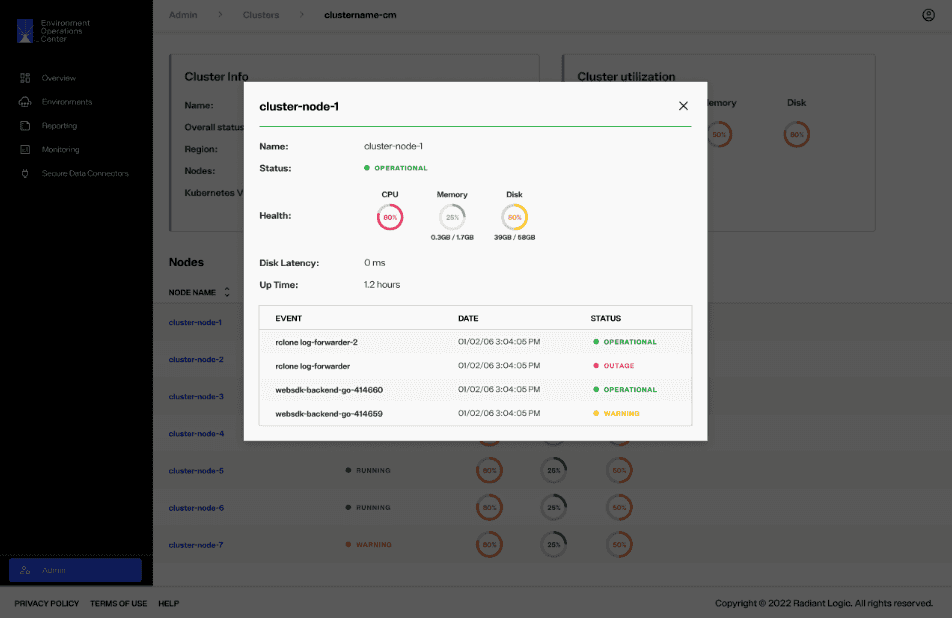 Environment
Operations
Center
Admin > Clusters > clustername-cm
Overview
Environments
Reporting
Monitoring
Secure Data Connectors
Admin
Cluster Info
Name:
Overall status
Region:
Nodes:
Kubernetes V
Cluster utilization
emory Disk
50% 80%
Nodes
NODE NAME
cluster-node-1
cluster-node-2
cluster-node-3
cluster-node-4
cluster-node-5 RUNNING 60% 25% 50%
cluster-node-6 RUNNING 60% 25% 50%
cluster-node-7 WARNING 60% 25% 50%
cluster-node-1
Name: cluster-node-1
Status: OPERATIONAL
CPU Memory Disk
Health: 80% 25% 60%
0.3GB / 1.7GB 39GB / 58GB
Disk Latency: 0 ms
Up Time: 1.2 hours
EVENT DATE STATUS
rclone log-forwarder-2 01/02/06 3:04:05 PM OPERATIONAL
rclone log-forwarder 01/02/06 3:04:05 PM OUTAGE
websdk-backend-go-414660 01/02/06 3:04:05 PM OPERATIONAL
websdk-backend-go-414659 01/02/06 3:04:05 PM WARNING
PRIVACY POLICY TERMS OF USE HELP
Copyright © 2022 Radiant Logic. All rights reserved.